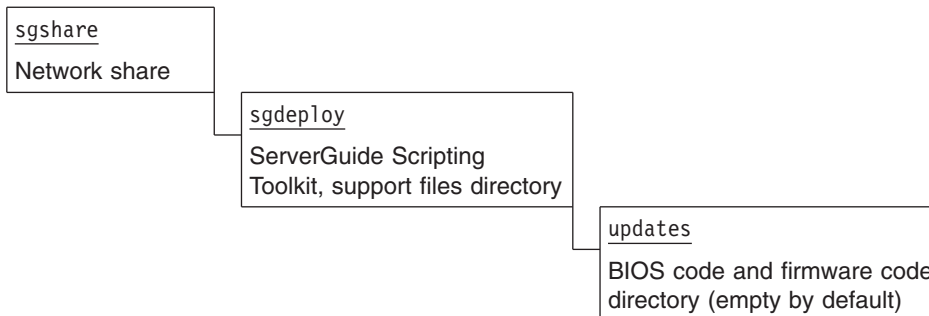 sgshare
Network share
sgdeploy
ServerGuide Scripting
Toolkit, support files directory
updates
BIOS code and firmware code
directory (empty by default)